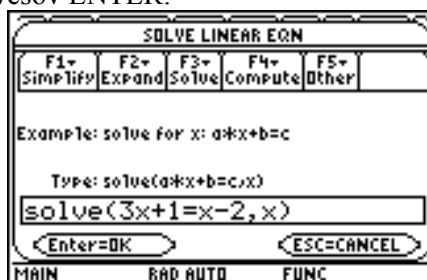 ENTER.
SOLVE LINEAR EQN
F1▾ F2▾ F3▾ F4▾ F5▾
Simplify Expand Solve Compute Other
Example: solve for x: a*x+b=c
Type: solve(a*x+b=c,x)
solve(3x+1=x-2,x)
Enter=OK ESC=CANCEL
MAIN RAD AUTO FUNC